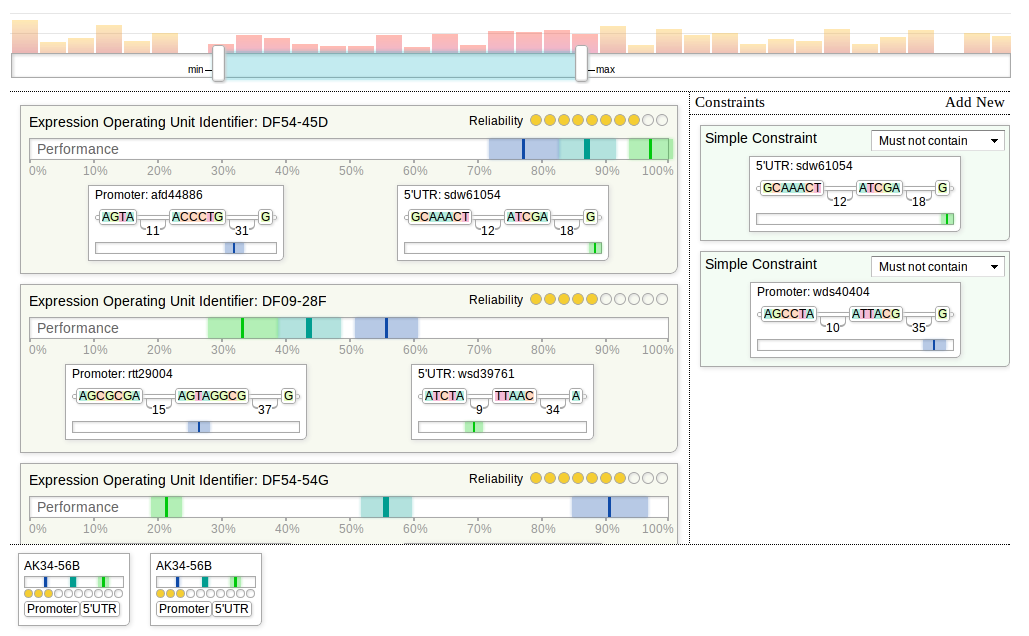 min
max
Constraints
Add New
Expression Operating Unit Identifier: DF54-45D
Reliability
Performance
0% 10% 20% 30% 40% 50% 60% 70% 80% 90% 100%
Promoter: afd44886
AGTA ACCCTG G
11 31
5'UTR: sdw61054
GCAAACT ATCGA G
12 18
Expression Operating Unit Identifier: DF09-28F
Reliability
Performance
0% 10% 20% 30% 40% 50% 60% 70% 80% 90% 100%
Promoter: rtt29004
AGCGCGA AGTAGGCG G
15 37
5'UTR: wsd39761
ATCTA TTAAC A
9 34
Expression Operating Unit Identifier: DF54-54G
Reliability
Performance
0% 10% 20% 30% 40% 50% 60% 70% 80% 90% 100%
Simple Constraint
Must not contain
5'UTR: sdw61054
GCAAACT ATCGA G
12 18
Simple Constraint
Must not contain
Promoter: wds40404
AGCCTA ATTACG G
10 35
AK34-56B
Promoter 5'UTR
AK34-56B
Promoter 5'UTR